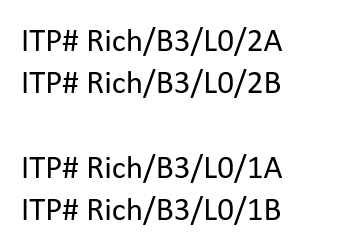 ITP# Rich/B3/L0/2A
ITP# Rich/B3/L0/2B
ITP# Rich/B3/L0/1A
ITP# Rich/B3/L0/1B